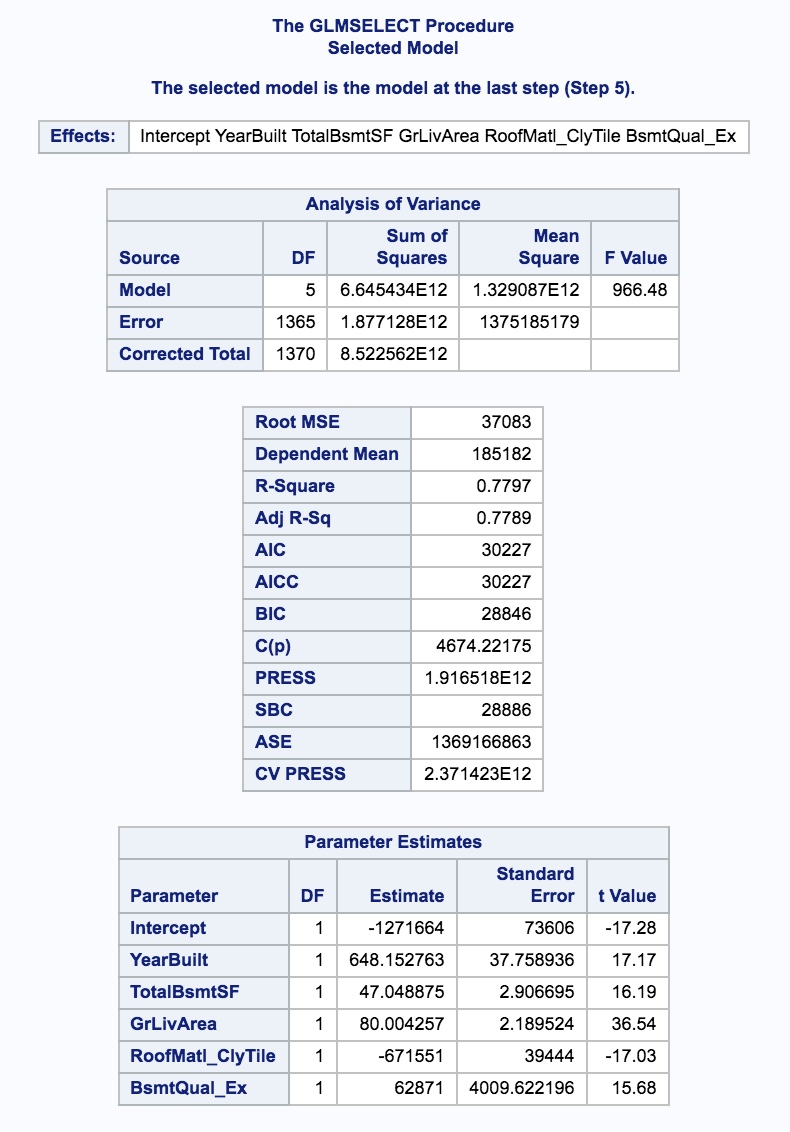 The GLMSELECT Procedure
Selected Model
The selected model is the model at the last step (Step 5).
Effects: Intercept YearBuilt TotalBsmtSF GrLivArea RoofMatl_ClyTile BsmtQual_Ex
Analysis of Variance
Source DF Sum of Squares Mean Square F Value
Model 5 6.645434E12 1.329087E12 966.48
Error 1365 1.877128E12 1375185179
Corrected Total 1370 8.522562E12
Root MSE 37083
Dependent Mean 185182
R-Square 0.7797
Adj R-Sq 0.7789
AIC 30227
AICC 30227
BIC 28846
C(p) 4674.22175
PRESS 1.916518E12
SBC 28886
ASE 1369166863
CV PRESS 2.371423E12
Parameter Estimates
Parameter DF Estimate Standard Error t Value
Intercept 1 -1271664 73606 -17.28
YearBuilt 1 648.152763 37.758936 17.17
TotalBsmtSF 1 47.048875 2.906695 16.19
GrLivArea 1 80.004257 2.189524 36.54
RoofMatl_ClyTile 1 -671551 39444 -17.03
BsmtQual_Ex 1 62871 4009.622196 15.68